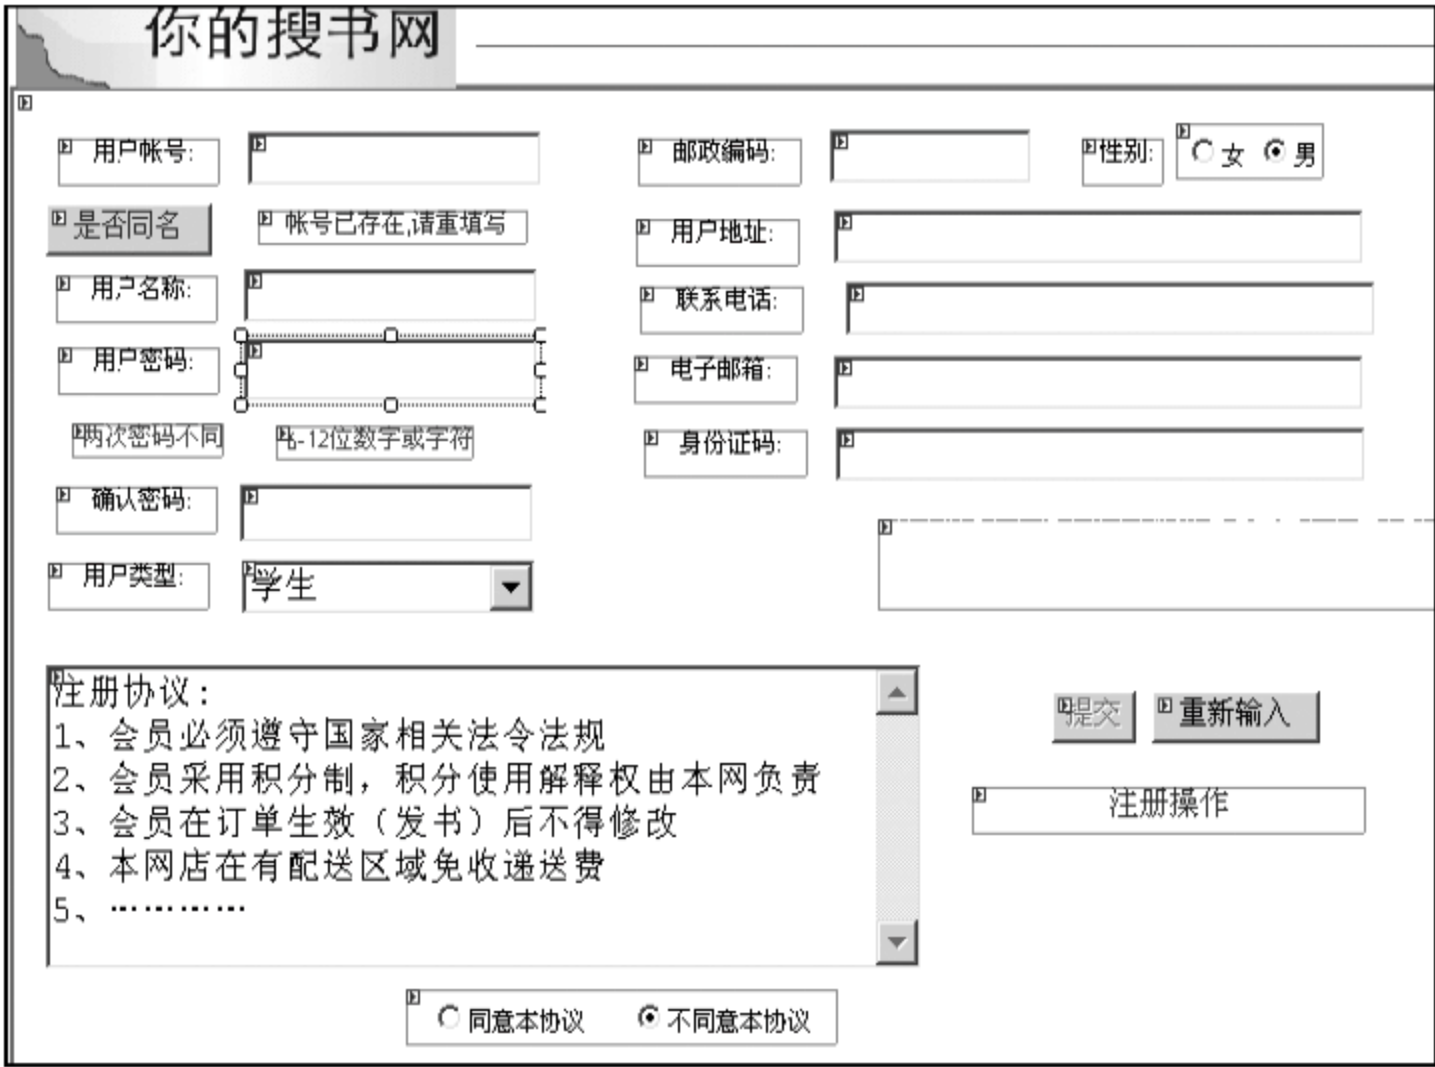 你的搜书网
用户帐号:
邮政编码:
性别:
女 男
是否同名
帐号已存在,请重填写
用户地址:
用户名称:
联系电话:
用户密码:
电子邮箱:
两次密码不同
6-12位数字或字符
身份证码:
确认密码:
用户类型:
学生
注册协议:
1、会员必须遵守国家相关法令法规
2、会员采用积分制，积分使用解释权由本网负责
3、会员在订单生效（发书）后不得修改
4、本网店在有配送区域免收递送费
5、…………
提交
重新输入
注册操作
同意本协议 不同意本协议